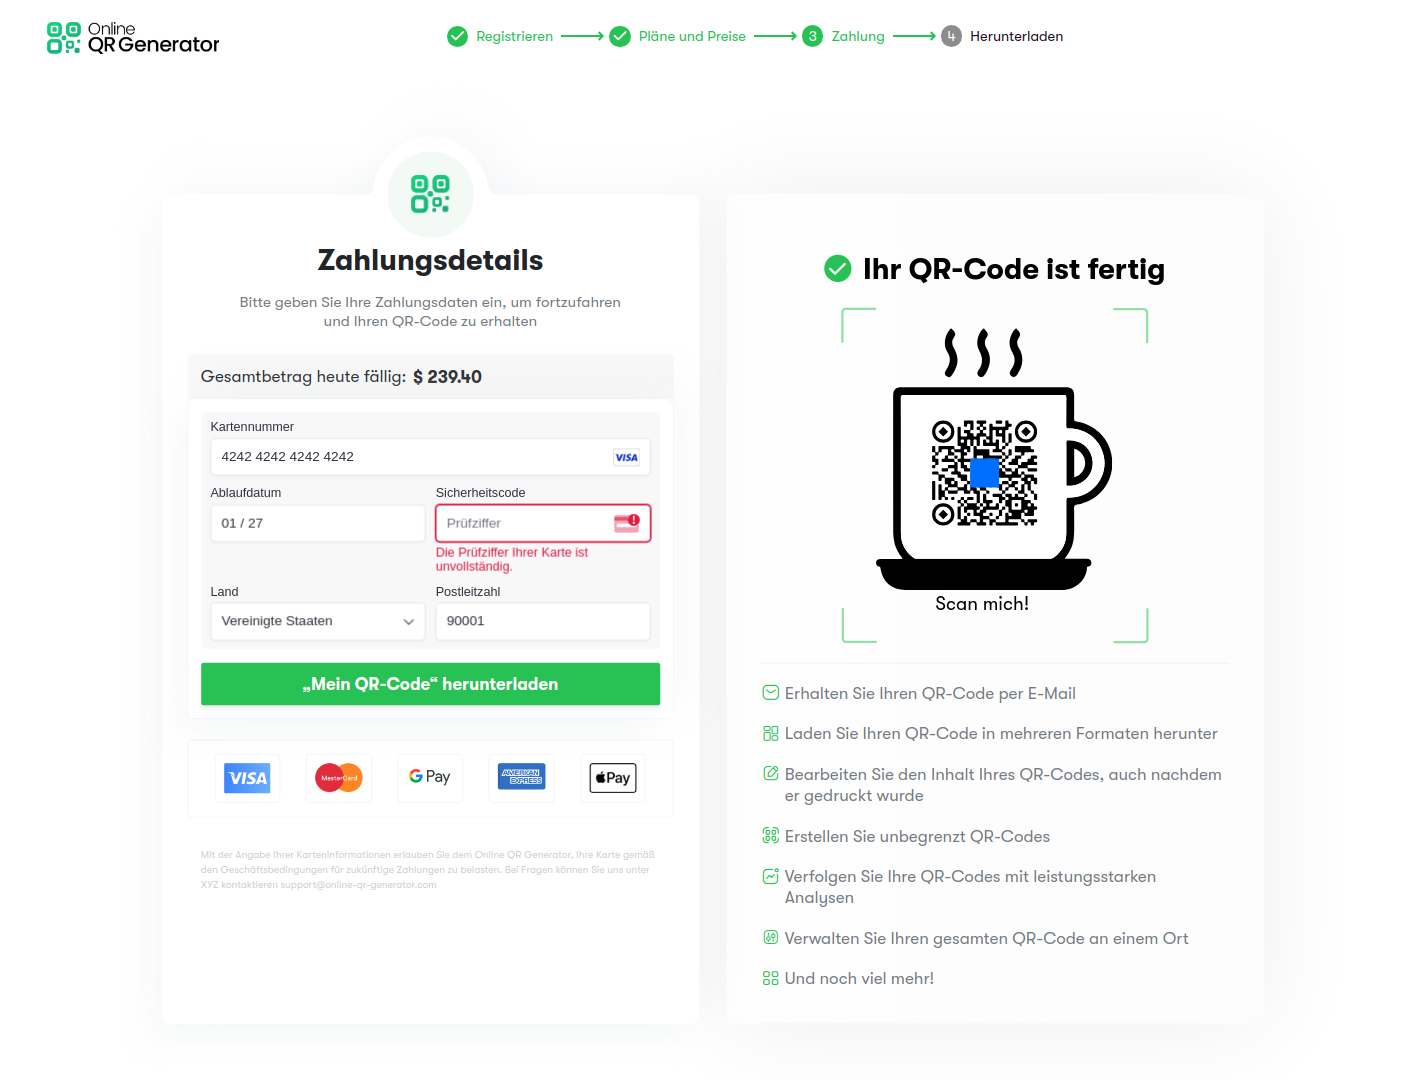 Online
QR Generator
Registrieren
Pläne und Preise
3 Zahlung
4 Herunterladen
Zahlungsdetails
Bitte geben Sie Ihre Zahlungsdaten ein, um fortzufahren
und Ihren QR-Code zu erhalten
Gesamtbetrag heute fällig: $ 239.40
Kartennummer
4242 4242 4242 4242 VISA
Ablaufdatum Sicherheitscode
01 / 27 Prüfziffer
Die Prüfziffer Ihrer Karte ist
unvollständig.
Land Postleitzahl
Vereinigte Staaten 90001
„Mein QR-Code“ herunterladen
VISA MasterCard G Pay AMERICAN EXPRESS Pay
Mit der Angabe Ihrer Karteninformationen erlauben Sie dem Online QR Generator, Ihre Karte gemäß
den Geschäftsbedingungen für zukünftige Zahlungen zu belasten. Bei Fragen können Sie uns unter
XYZ kontaktieren support@online-qr-generator.com
Ihr QR-Code ist fertig
Scan mich!
Erhalten Sie Ihren QR-Code per E-Mail
Laden Sie Ihren QR-Code in mehreren Formaten herunter
Bearbeiten Sie den Inhalt Ihres QR-Codes, auch nachdem
er gedruckt wurde
Erstellen Sie unbegrenzt QR-Codes
Verfolgen Sie Ihre QR-Codes mit leistungsstarken
Analysen
Verwalten Sie Ihren gesamten QR-Code an einem Ort
Und noch viel mehr!